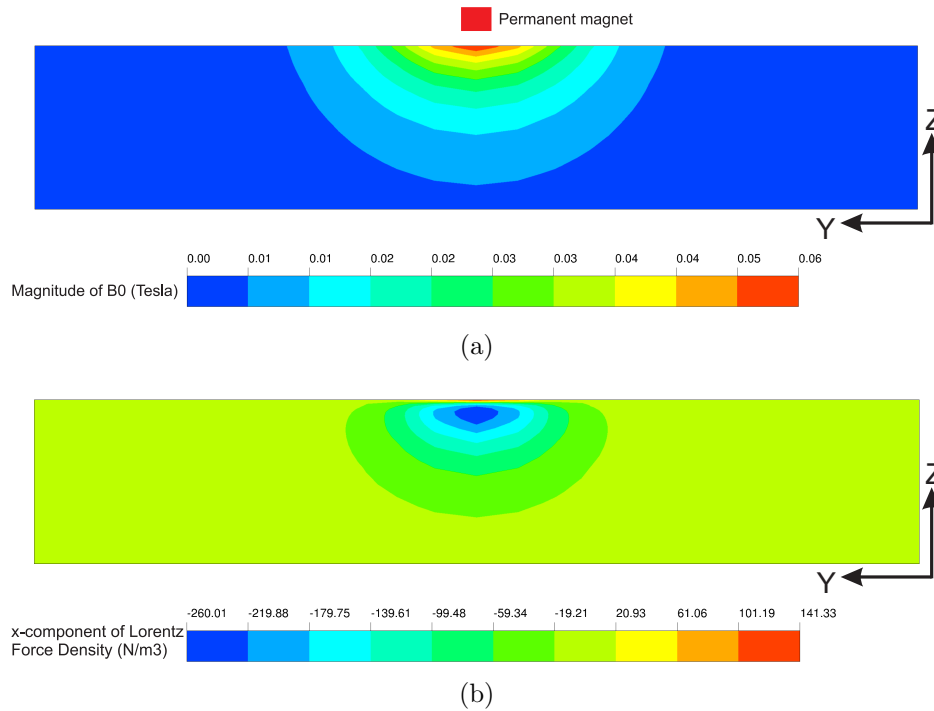 Permanent magnet
Z
Y
0.00 0.01 0.01 0.02 0.02 0.03 0.03 0.04 0.04 0.05 0.06
Magnitude of B0 (Tesla)
(a)
Z
Y
-260.01 -219.88 -179.75 -139.61 -99.48 -59.34 -19.21 20.93 61.06 101.19 141.33
x-component of Lorentz
Force Density (N/m3)
(b)